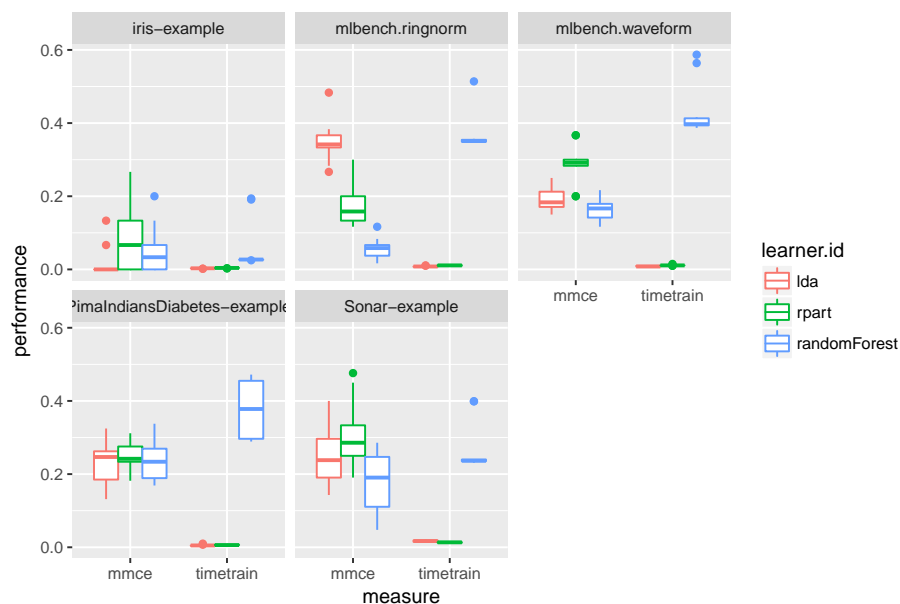 iris−example
mlbench.ringnorm
mlbench.waveform
0.6
0.4
0.2
0.0
mmce
timetrain
PimaIndiansDiabetes−example
Sonar−example
0.6
0.4
0.2
0.0
mmce
timetrain
mmce
timetrain
measure
performance
learner.id
lda
rpart
randomForest